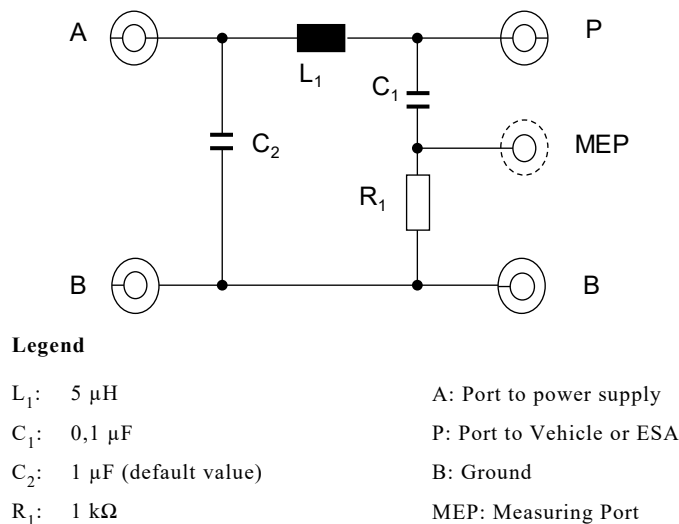 A
P
L₁
C₁
C₂
MEP
R₁
B
B
Legend
L₁: 5 µH
A: Port to power supply
C₁: 0,1 µF
P: Port to Vehicle or ESA
C₂: 1 µF (default value)
B: Ground
R₁: 1 kΩ
MEP: Measuring Port